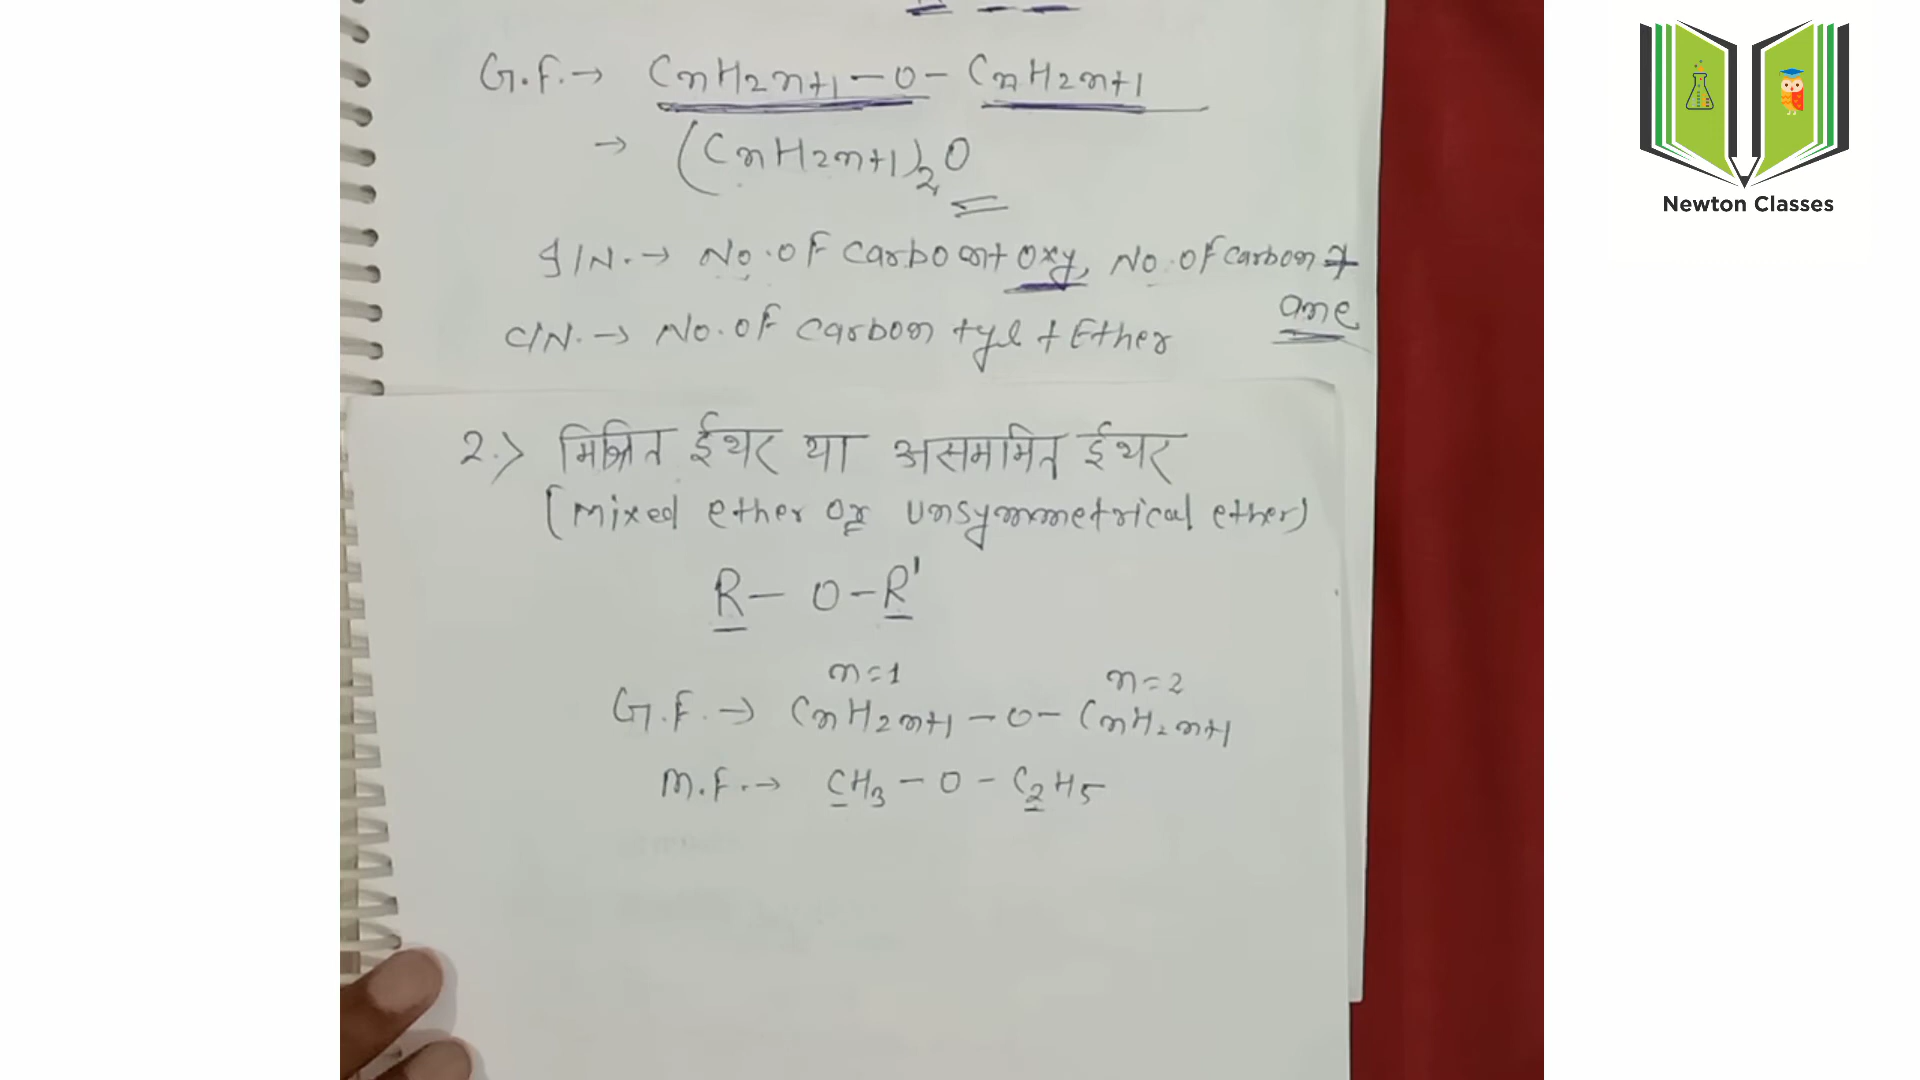 G.F. → CnH2n+1 - O - CnH2n+1
→ (CnH2n+1)2O
I/N. → No. of carbon + oxy, No. of carbon +
ane
C/N. → No. of carbon + yl + Ether
2.> मिश्रित ईथर या असममित ईथर
(Mixed ether or unsymmetrical ether)
R - O - R'
n=1 n=2
G.F. → CnH2n+1 - O - CnH2n+1
M.F. → CH3 - O - C2H5
Newton Classes